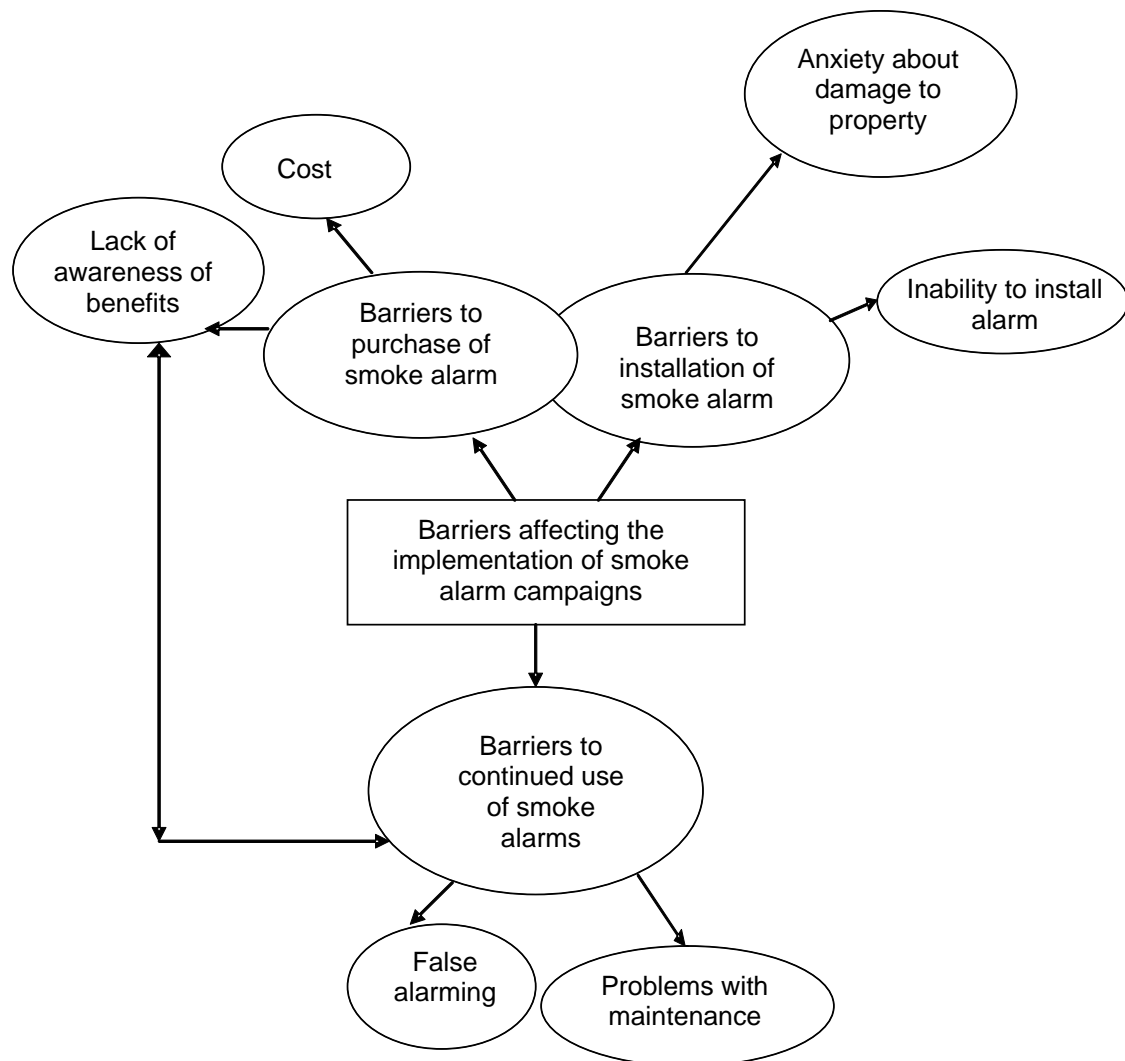 Anxiety about
damage to
property
Cost
Lack of
awareness of
benefits
Inability to install
alarm
Barriers to
purchase of
smoke alarm
Barriers to
installation of
smoke alarm
Barriers affecting the
implementation of smoke
alarm campaigns
Barriers to
continued use
of smoke
alarms
False
alarming
Problems with
maintenance